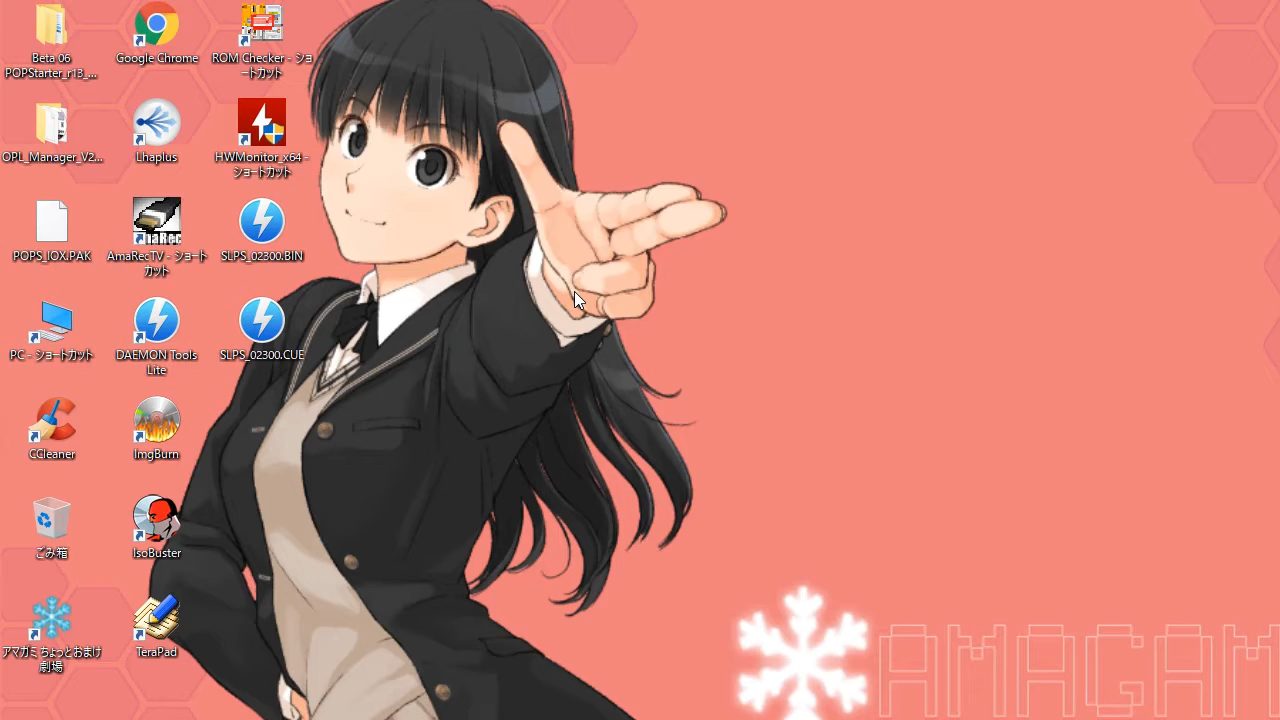 Beta 06
POPStarter_r13_...
Google Chrome
ROM Checker - ショ
ートカット
OPL_Manager_V2...
Lhaplus
HWMonitor_x64 -
ショートカット
POPS_IOX.PAK
AmaRecTV - ショート
カット
SLPS_02300.BIN
PC - ショートカット
DAEMON Tools
Lite
SLPS_02300.CUE
CCleaner
ImgBurn
ごみ箱
IsoBuster
アマガミちょっとおまけ
劇場
TeraPad
AMAGAM